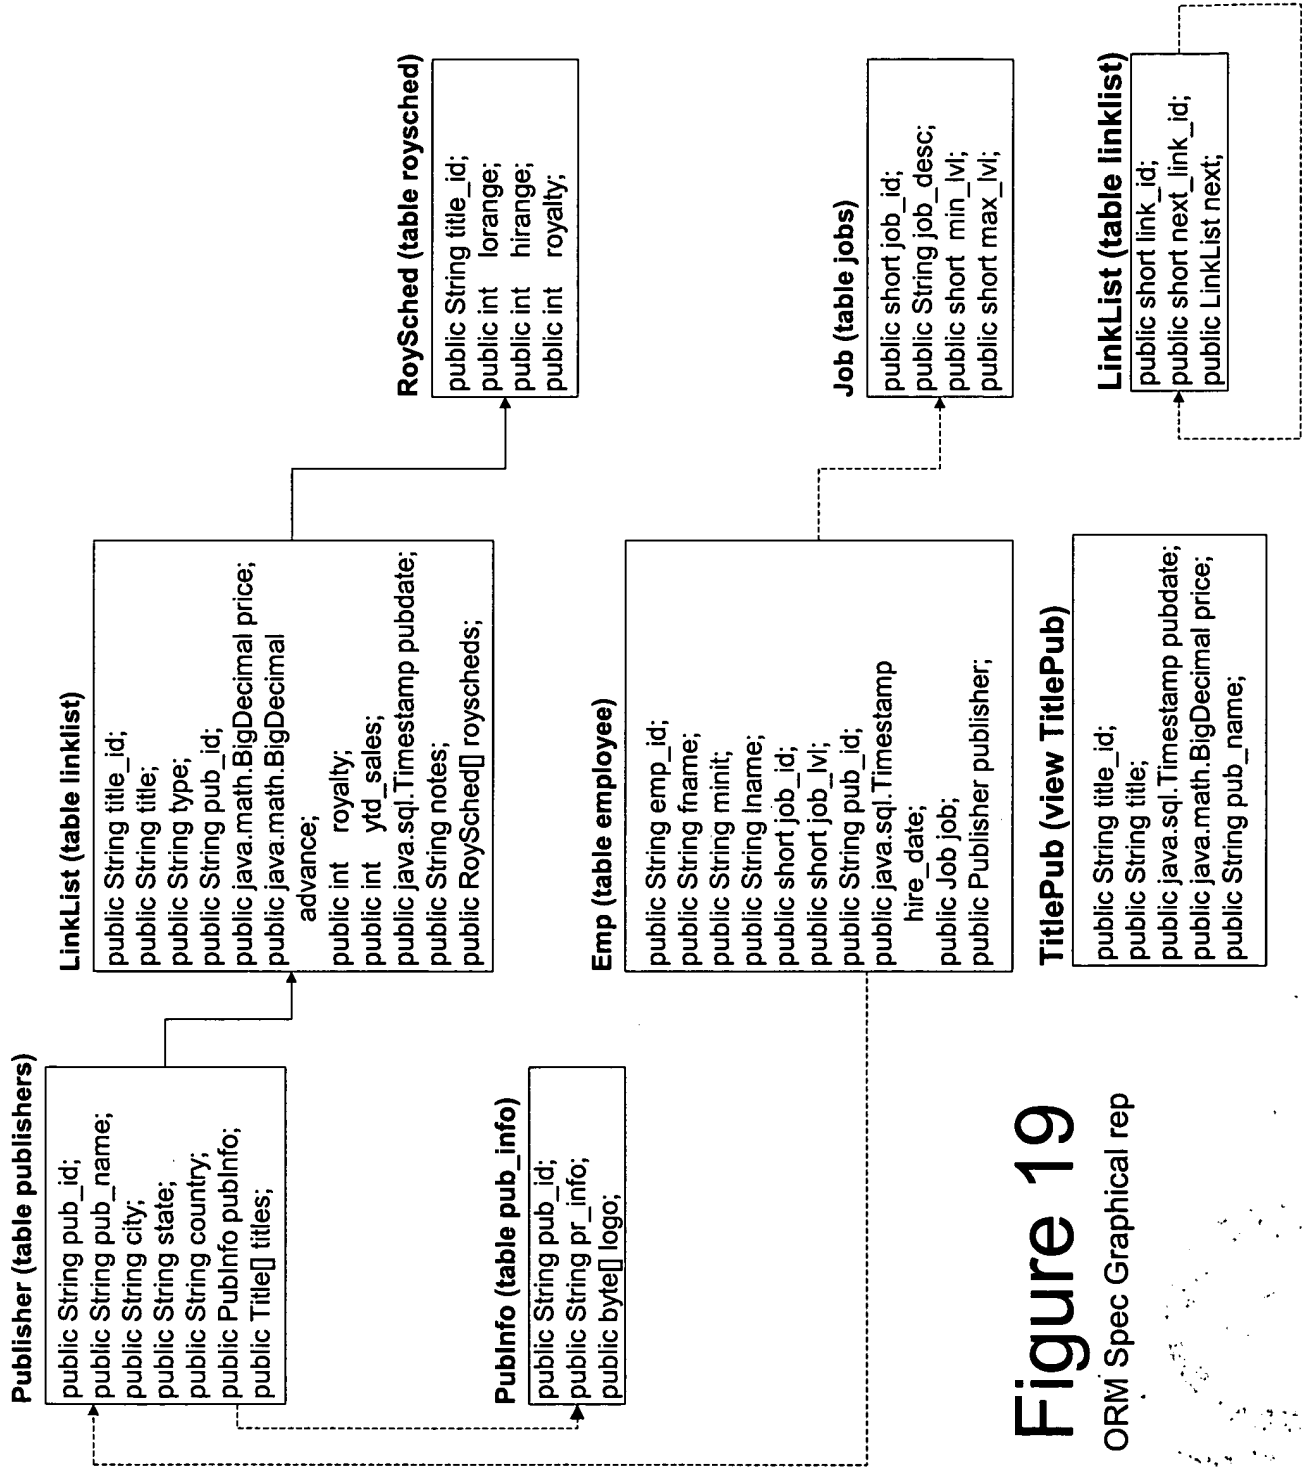 Publisher (table publishers)
public String pub_id;
public String pub_name;
public String city;
public String state;
public String country;
public PubInfo pubInfo;
public Title[] titles;
LinkList (table linklist)
public String title_id;
public String title;
public String type;
public String pub_id;
public java.math.BigDecimal price;
public java.math.BigDecimal
advance;
public int royalty;
public int ytd_sales;
public java.sql.Timestamp pubdate;
public String notes;
public RoySched[] royscheds;
RoySched (table roysched)
public String title_id;
public int lorange;
public int hirange;
public int royalty;
PubInfo (table pub_info)
public String pub_id;
public String pr_info;
public byte[] logo;
Emp (table employee)
public String emp_id;
public String fname;
public String minit;
public String lname;
public short job_id;
public short job_lvl;
public String pub_id;
public java.sql.Timestamp
hire_date;
public Job job;
public Publisher publisher;
Job (table jobs)
public short job_id;
public String job_desc;
public short min_lvl;
public short max_lvl;
TitlePub (view TitlePub)
public String title_id;
public String title;
public java.sql.Timestamp pubdate;
public java.math.BigDecimal price;
public String pub_name;
LinkList (table linklist)
public short link_id;
public short next_link_id;
public LinkList next;
Figure 19
ORM Spec Graphical rep